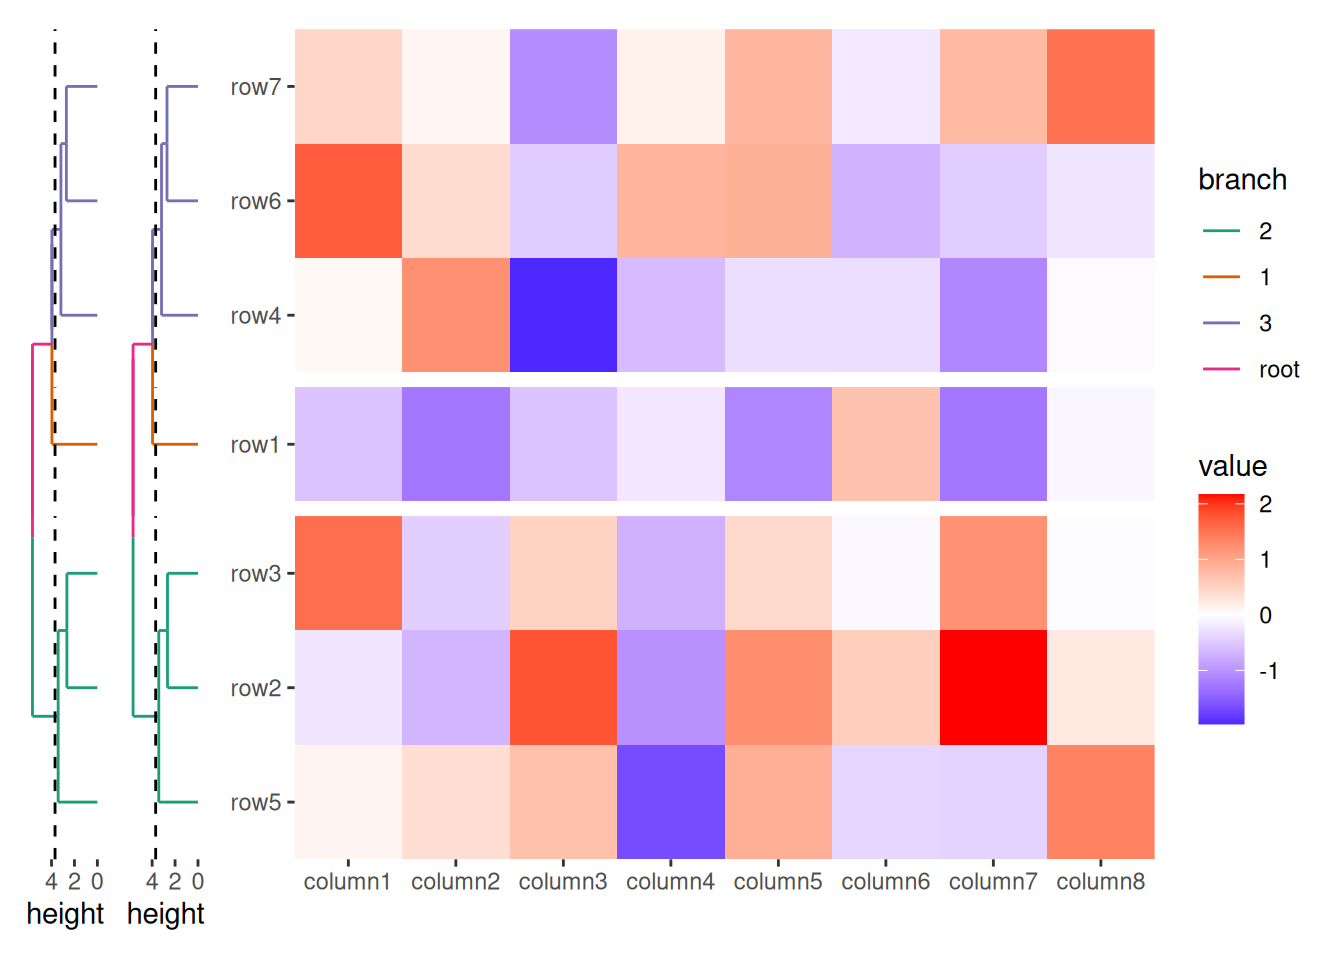 row7
row6
row4
row1
row3
row2
row5
4 2 0
height
4 2 0
height
column1 column2 column3 column4 column5 column6 column7 column8
branch
2
1
3
root
value
2
1
0
-1